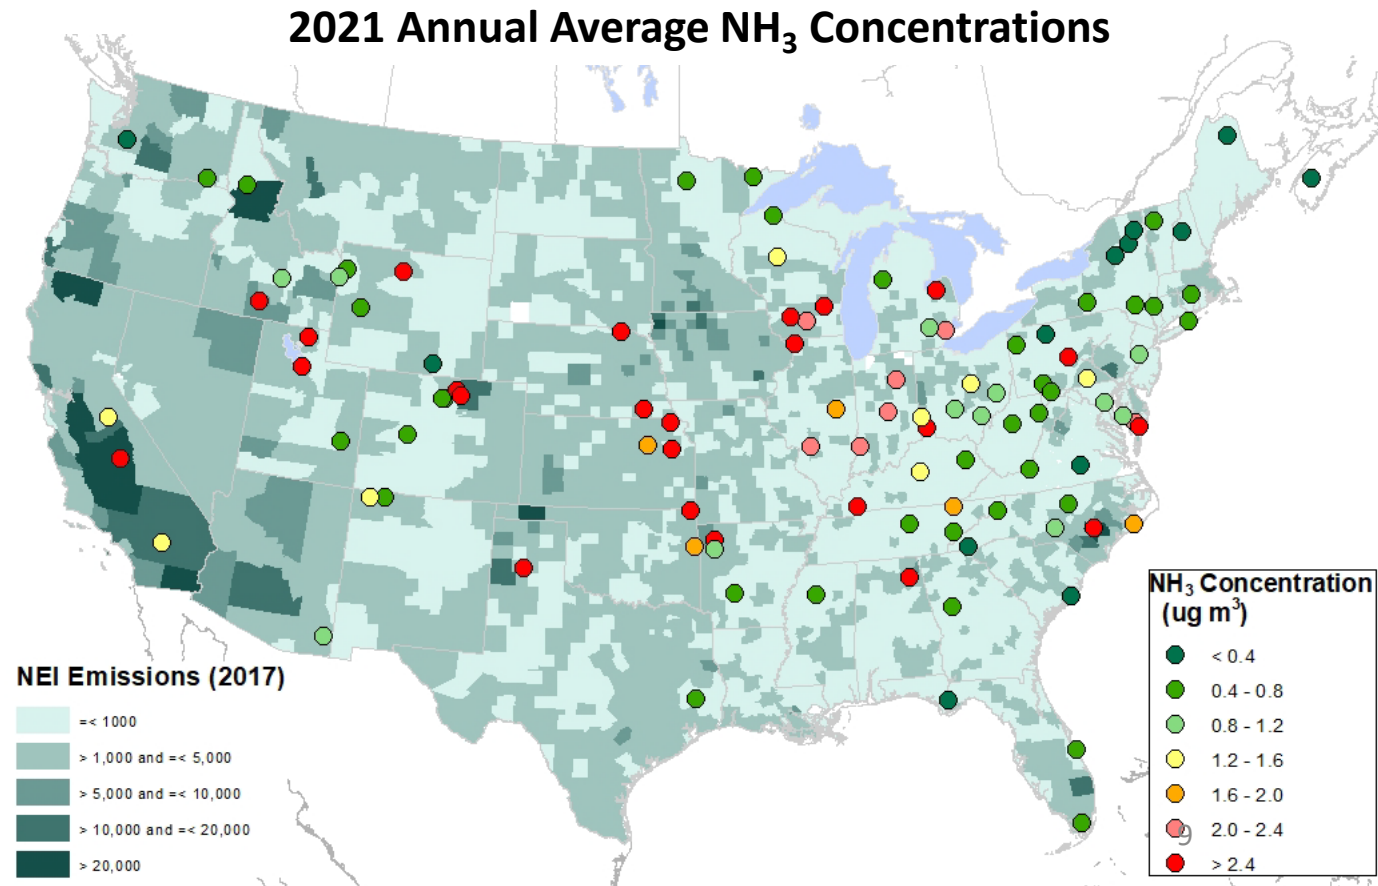 2021 Annual Average NH₃ Concentrations
NEI Emissions (2017)
=< 1000
> 1,000 and =< 5,000
> 5,000 and =< 10,000
> 10,000 and =< 20,000
> 20,000
NH₃ Concentration
(ug m³)
< 0.4
0.4 - 0.8
0.8 - 1.2
1.2 - 1.6
1.6 - 2.0
2.0 - 2.4
9
> 2.4